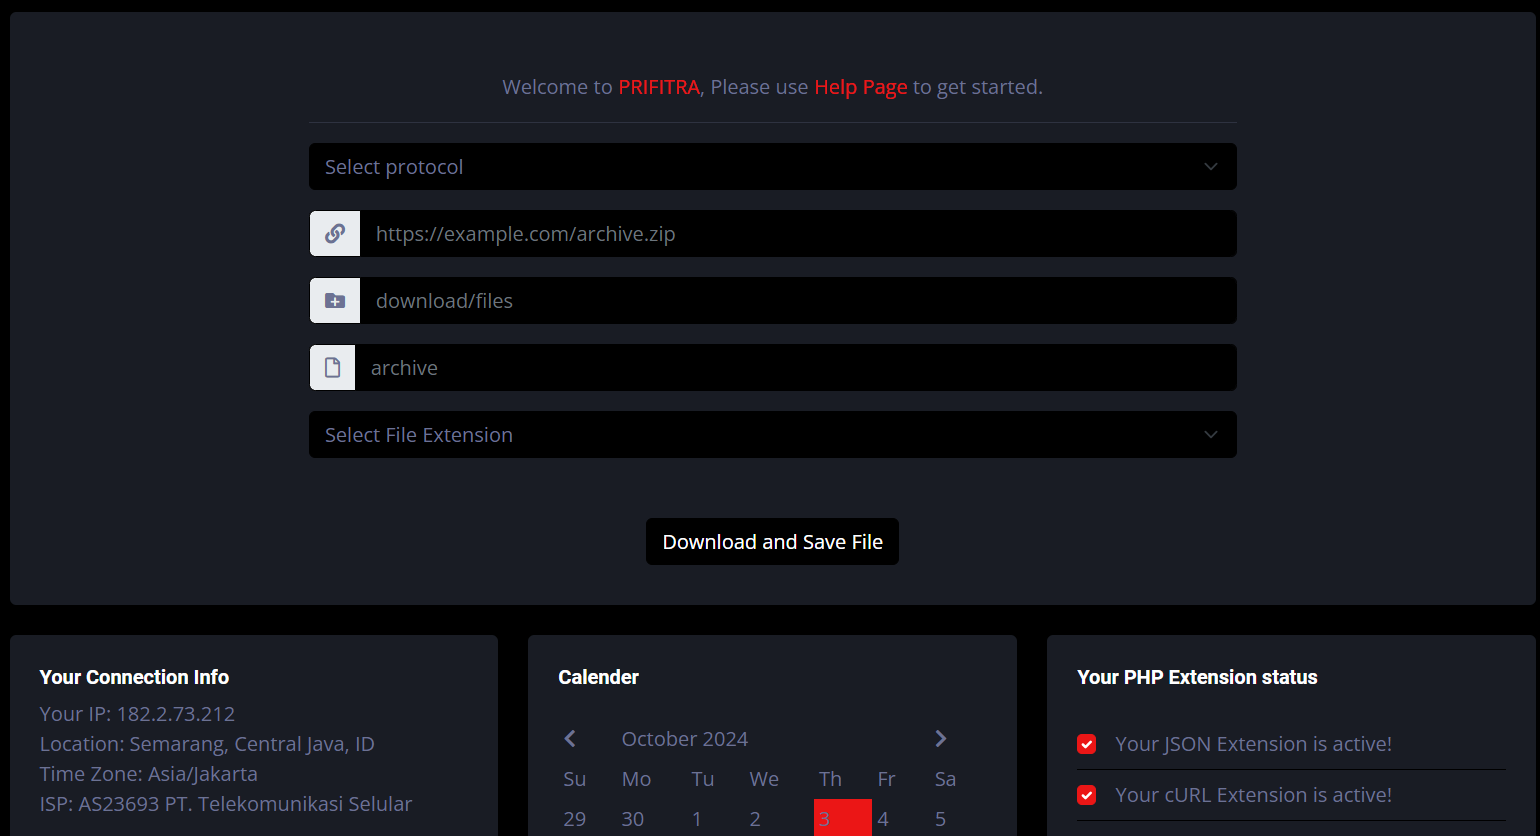 Welcome to PRIFITRA, Please use Help Page to get started.
Select protocol
https://example.com/archive.zip
download/files
archive
Select File Extension
Download and Save File
Your Connection Info
Your IP: 182.2.73.212
Location: Semarang, Central Java, ID
Time Zone: Asia/Jakarta
ISP: AS23693 PT. Telekomunikasi Selular
Calender
October 2024
Su Mo Tu We Th Fr Sa
29 30 1 2 3 4 5
Your PHP Extension status
Your JSON Extension is active!
Your cURL Extension is active!